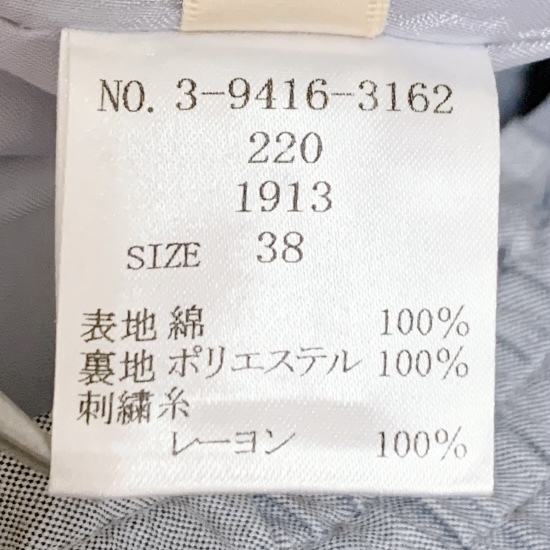 NO. 3-9416-3162
220
1913
SIZE 38
表地 綿 100%
裏地 ポリエステル 100%
刺繍糸
レーヨン 100%